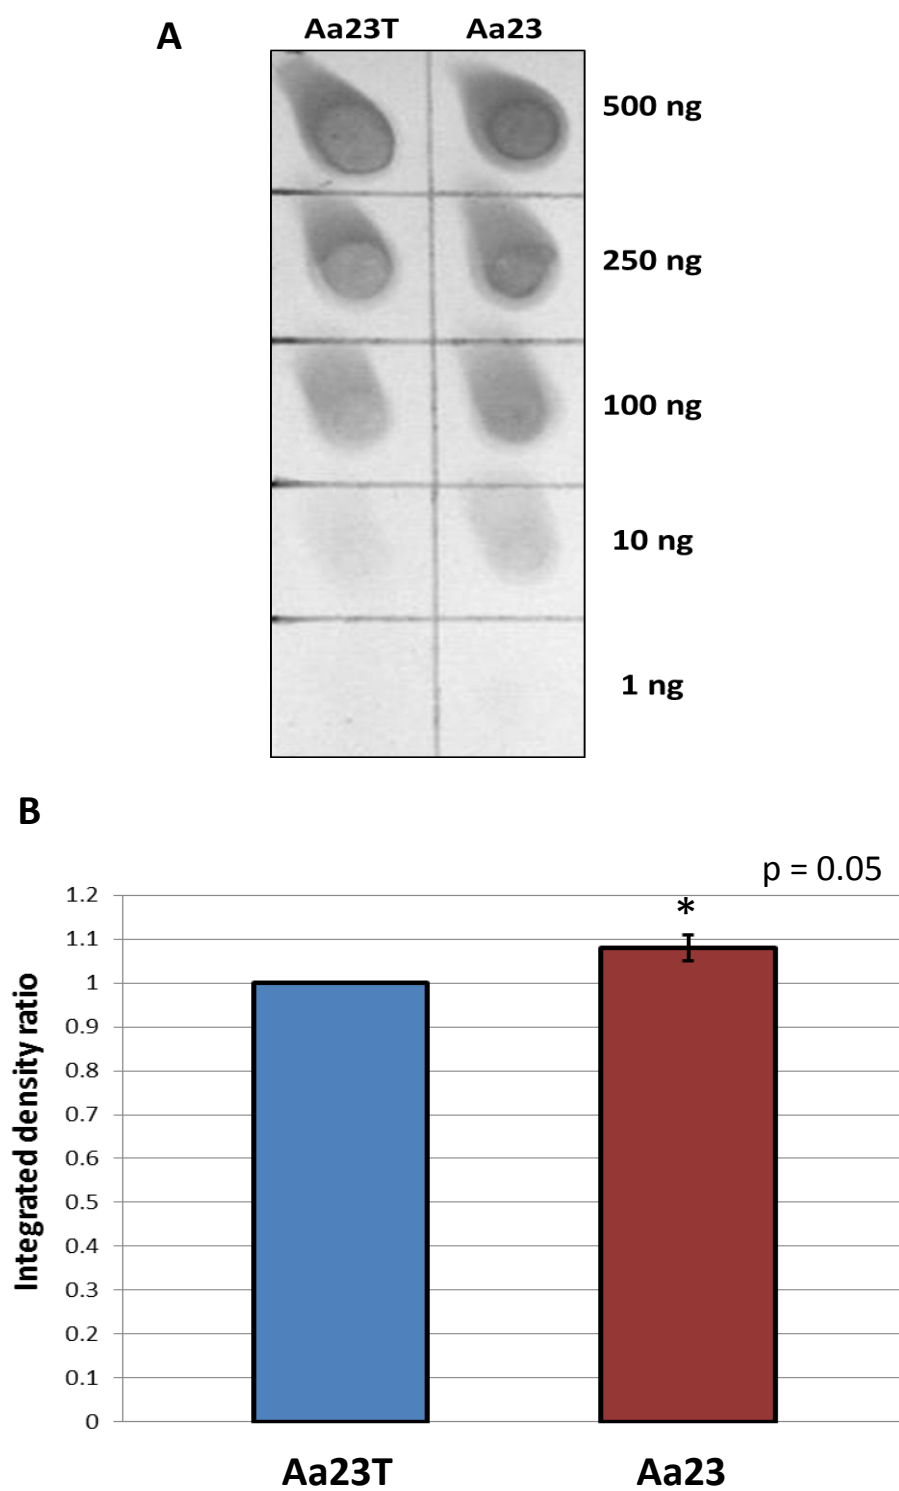 A
Aa23T Aa23
500 ng
250 ng
100 ng
10 ng
1 ng
B
p = 0.05
1.2
*
1.1
1
0.9
0.8
0.7
0.6
0.5
0.4
0.3
0.2
0.1
0
Integrated density ratio
Aa23T Aa23